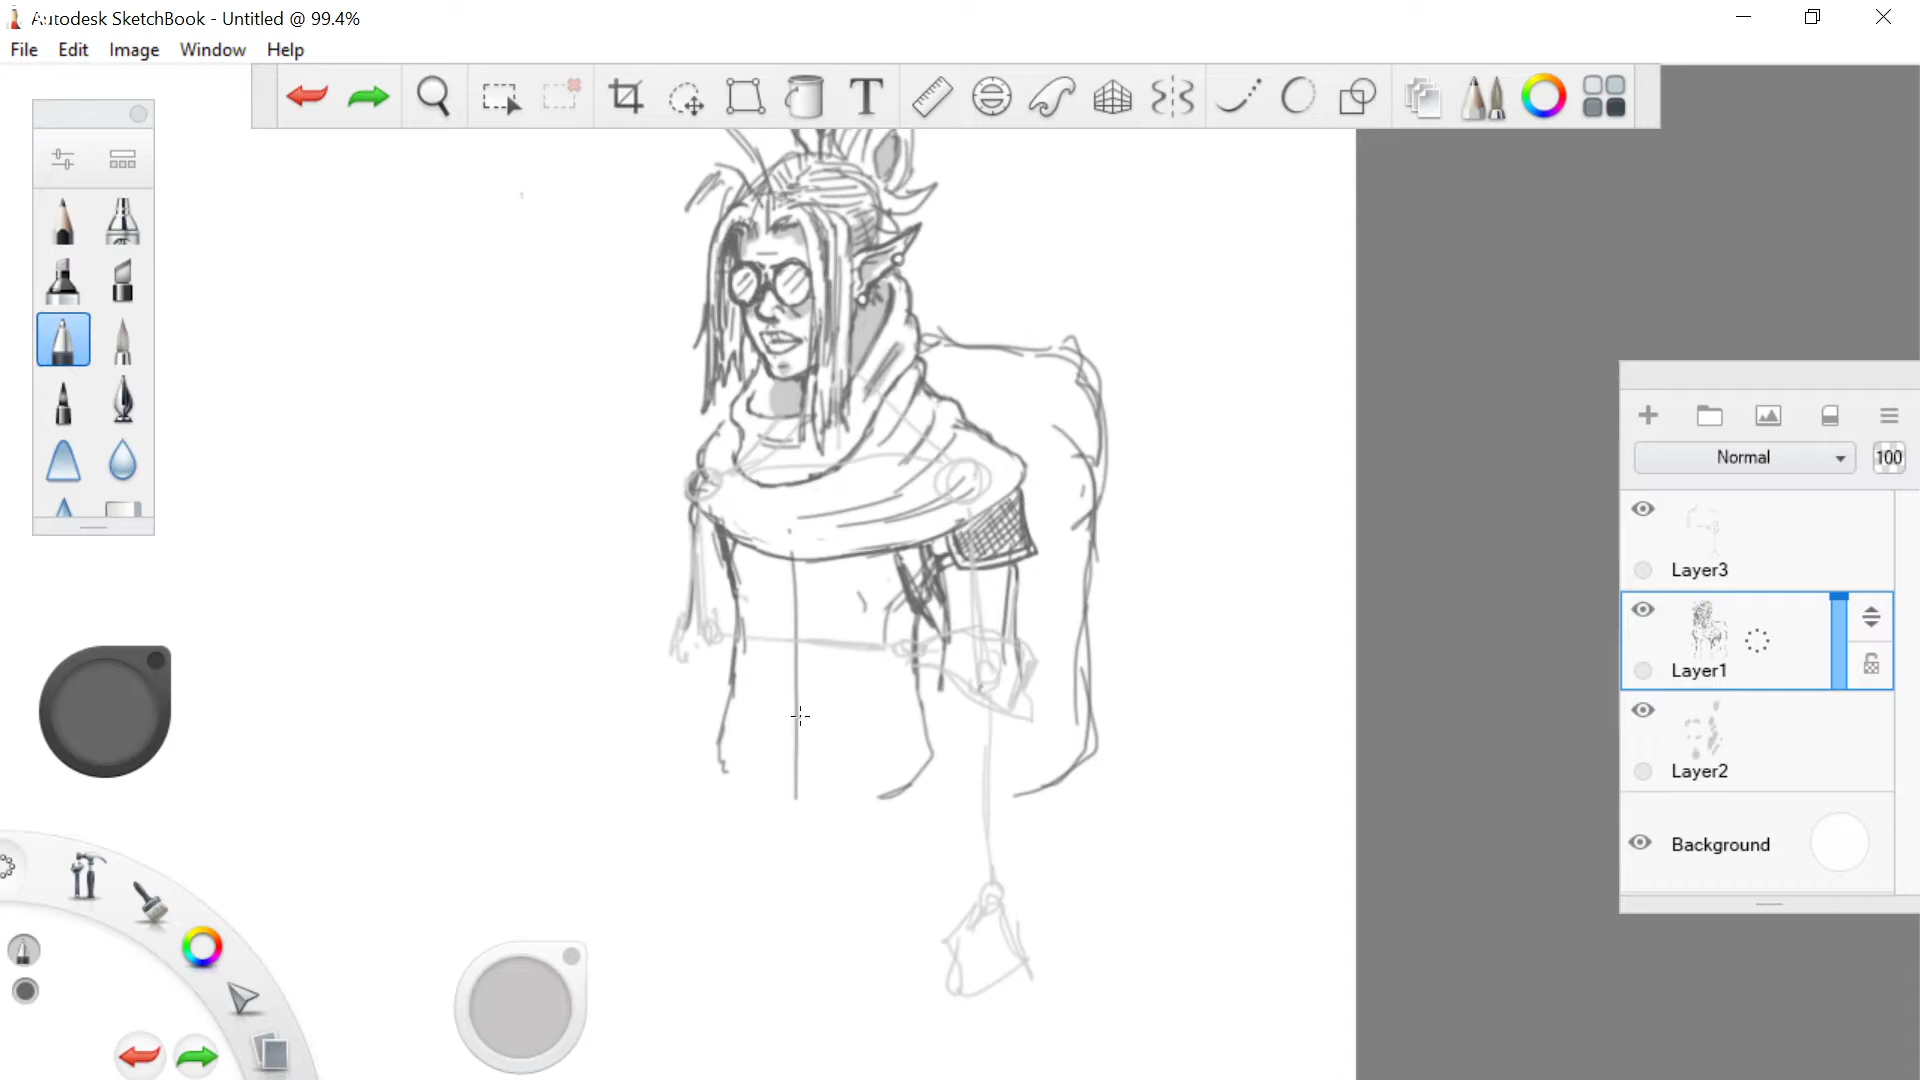 Autodesk SketchBook - Untitled @ 99.4%
File Edit Image Window Help
T
Normal 100
Layer3
Layer1
Layer2
Background